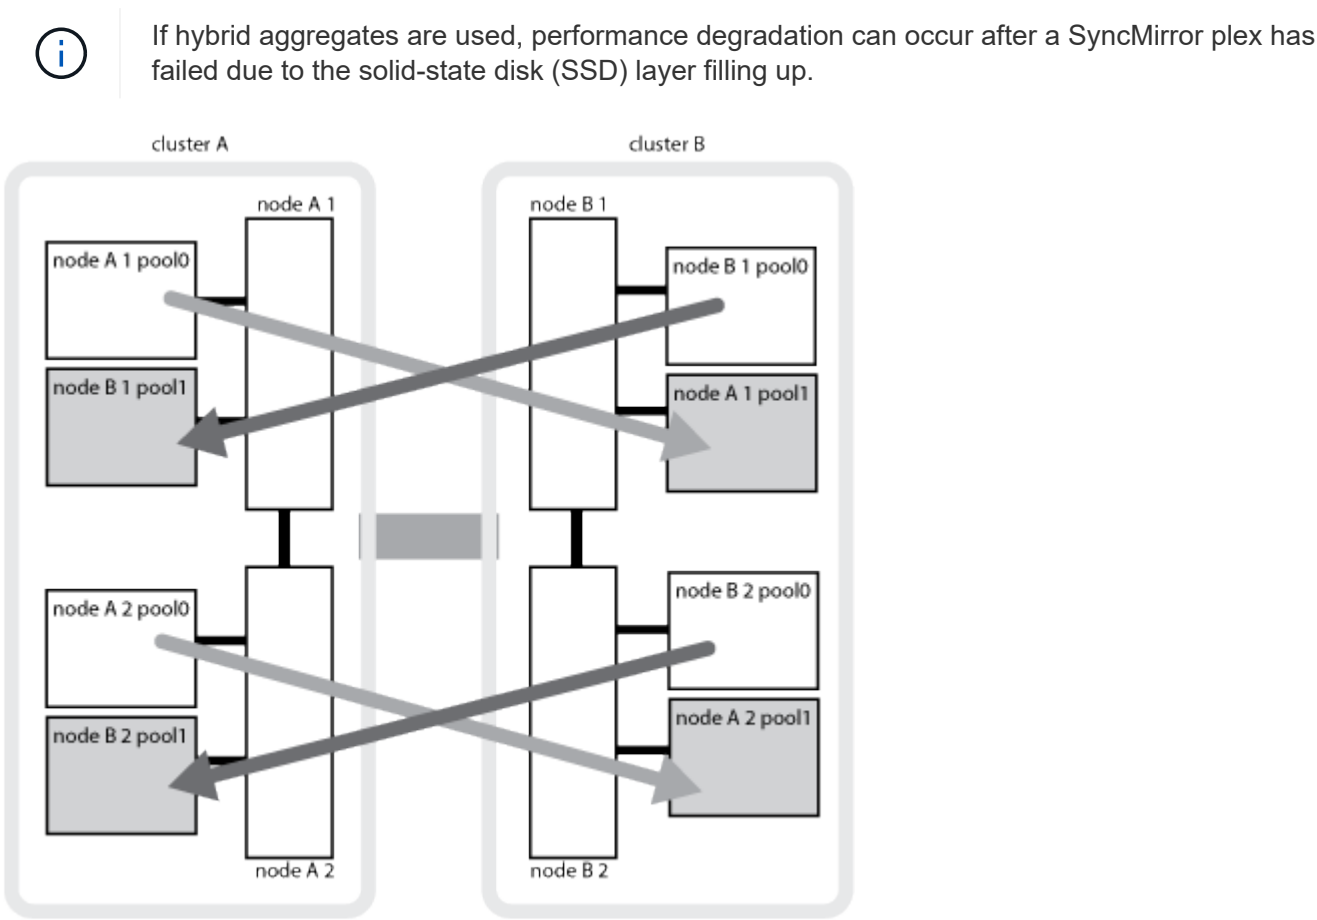 If hybrid aggregates are used, performance degradation can occur after a SyncMirror plex has
failed due to the solid-state disk (SSD) layer filling up.
cluster A
cluster B
node A 1
node B 1
node A 1 pool0
node B 1 pool0
node B 1 pool1
node A 1 pool1
node A 2 pool0
node B 2 pool0
node B 2 pool1
node A 2 pool1
node A 2
node B 2